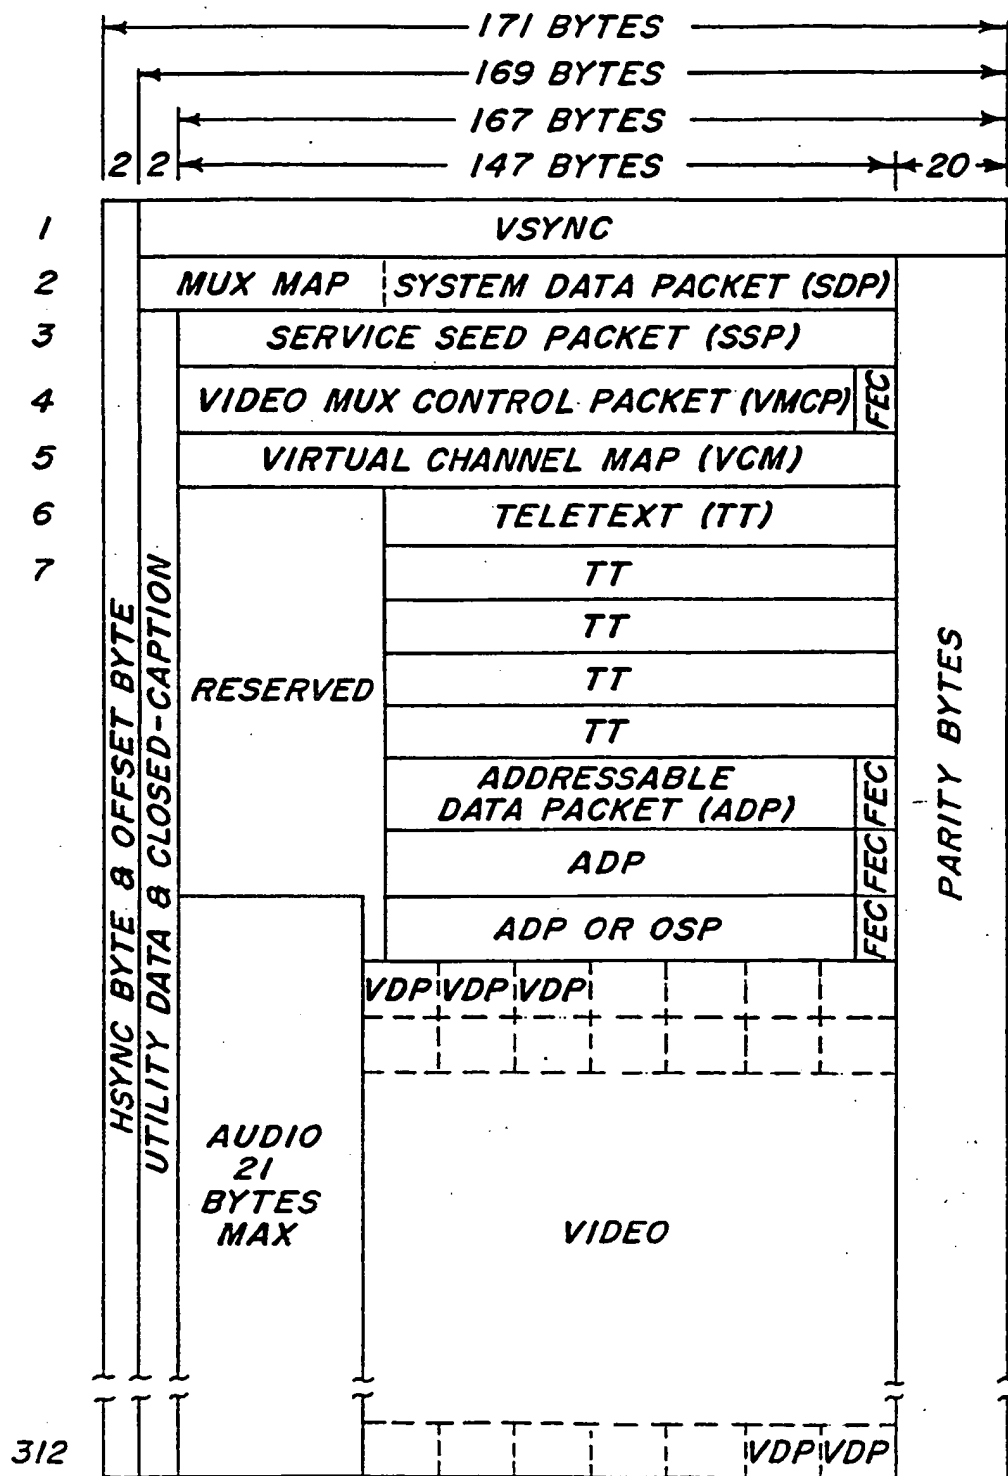 171 BYTES
169 BYTES
167 BYTES
2 2 147 BYTES 20
1 VSYNC
2 MUX MAP SYSTEM DATA PACKET (SDP)
3 SERVICE SEED PACKET (SSP)
4 VIDEO MUX CONTROL PACKET (VMCP) FEC
5 VIRTUAL CHANNEL MAP (VCM)
6 TELETEXT (TT)
7 TT
TT
TT
TT
RESERVED
ADDRESSABLE
DATA PACKET (ADP) FEC
ADP FEC
ADP OR OSP FEC
VDP VDP VDP
HSYNC BYTE & OFFSET BYTE
UTILITY DATA & CLOSED-CAPTION
PARITY BYTES
AUDIO
21
BYTES
MAX
VIDEO
312 VDP VDP